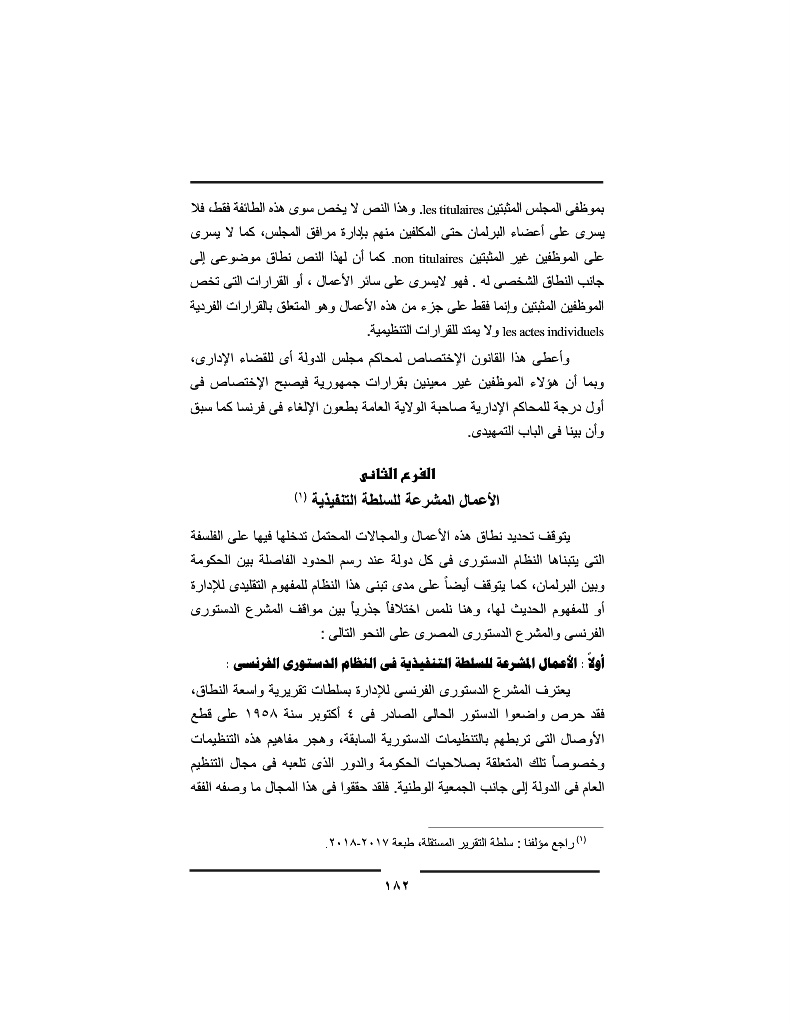 بموظفى المجلس المثبتين les titulaires. وهذا النص لا يخص سوى هذه الطائفة فقط، فلا
يسرى على أعضاء البرلمان حتى المكلفين منهم بإدارة مرافق المجلس، كما لا يسرى
على الموظفين غير المثبتين non titulaires. كما أن لهذا النص نطاق موضوعى إلى
جانب النطاق الشخصى له . فهو لايسرى على سائر الأعمال ، أو القرارات التى تخص
الموظفين المثبتين وإنما فقط على جزء من هذه الأعمال وهو المتعلق بالقرارات الفردية
les actes individuels ولا يمتد للقرارات التنظيمية.
وأعطى هذا القانون الإختصاص لمحاكم مجلس الدولة أى للقضاء الإدارى،
وبما أن هؤلاء الموظفين غير معينين بقرارات جمهورية فيصبح الإختصاص فى
أول درجة للمحاكم الإدارية صاحبة الولاية العامة بطعون الإلغاء فى فرنسا كما سبق
وأن بينا فى الباب التمهيدى.
الفرع الثانى
الأعمال المشرعة للسلطة التنفيذية (١)
يتوقف تحديد نطاق هذه الأعمال والمجالات المحتمل تدخلها فيها على الفلسفة
التى يتبناها النظام الدستورى فى كل دولة عند رسم الحدود الفاصلة بين الحكومة
وبين البرلمان، كما يتوقف أيضاً على مدى تبنى هذا النظام للمفهوم التقليدى للإدارة
أو للمفهوم الحديث لها، وهنا نلمس اختلافاً جذرياً بين مواقف المشرع الدستورى
الفرنسى والمشرع الدستورى المصرى على النحو التالى :
أولاً : الأعمال المشرعة للسلطة التنفيذية فى النظام الدستورى الفرنسى :
يعترف المشرع الدستورى الفرنسى للإدارة بسلطات تقريرية واسعة النطاق،
فقد حرص واضعوا الدستور الحالى الصادر فى ٤ أكتوبر سنة ١٩٥٨ على قطع
الأوصال التى تربطهم بالتنظيمات الدستورية السابقة، وهجر مفاهيم هذه التنظيمات
وخصوصاً تلك المتعلقة بصلاحيات الحكومة والدور الذى تلعبه فى مجال التنظيم
العام فى الدولة إلى جانب الجمعية الوطنية. فلقد حققوا فى هذا المجال ما وصفه الفقه
(١) راجع مؤلفنا : سلطة التقرير المستقلة، طبعة ٢٠١٧-٢٠١٨.
١٨٢